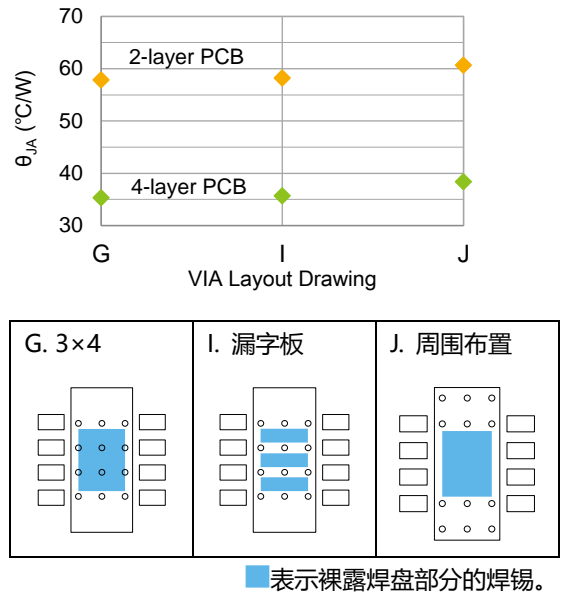 70
60
50
40
30
θJA (°C/W)
2-layer PCB
4-layer PCB
G I J
VIA Layout Drawing
G. 3×4
I. 漏字板
J. 周围布置
表示裸露焊盘部分的焊锡。